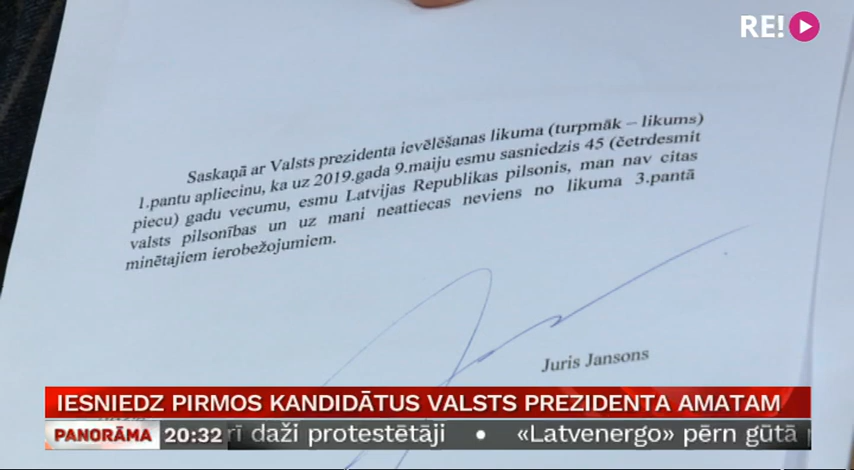 RE!
Saskaņā ar Valsts prezidenta ievēlēšanas likuma (turpmāk – likums)
1.pantu apliecinu, ka uz 2019.gada 9.maiju esmu sasniedzis 45 (četrdesmit
piecu) gadu vecumu, esmu Latvijas Republikas pilsonis, man nav citas
valsts pilsonības un uz mani neattiecas neviens no likuma 3.pantā
minētajiem ierobežojumiem.
Juris Jansons
IESNIEDZ PIRMOS KANDIDĀTUS VALSTS PREZIDENTA AMATAM
PANORĀMA 20:32 rī daži protestētāji • «Latvenergo» pērn gūtā